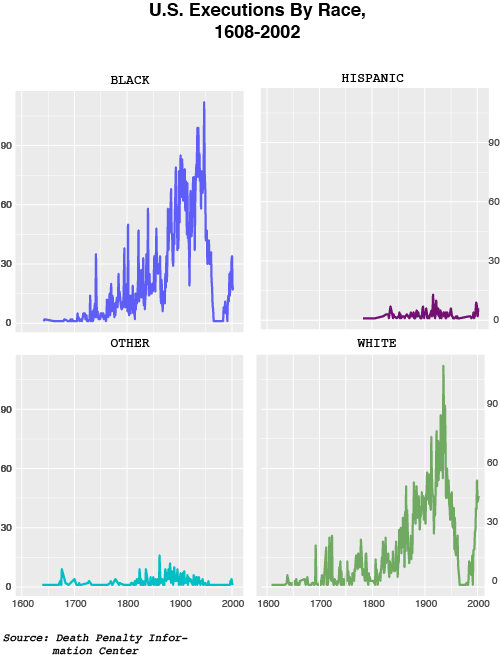 U.S. Executions By Race,
1608-2002
BLACK
HISPANIC
90
60
30
0
90
60
30
0
OTHER
WHITE
90
60
30
0
90
60
30
0
1600 1700 1800 1900 2000
1600 1700 1800 1900 2000
Source: Death Penalty Infor-
mation Center